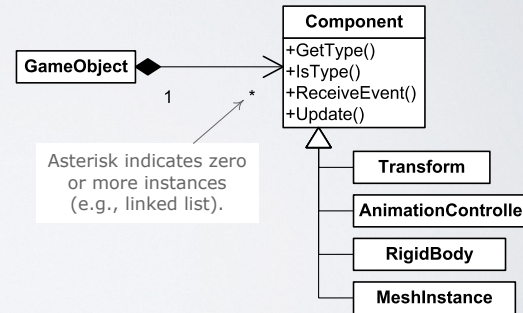 Component
+GetType()
+IsType()
+ReceiveEvent()
+Update()
GameObject
1
*
Asterisk indicates zero
or more instances
(e.g., linked list).
Transform
AnimationControlle
RigidBody
MeshInstance